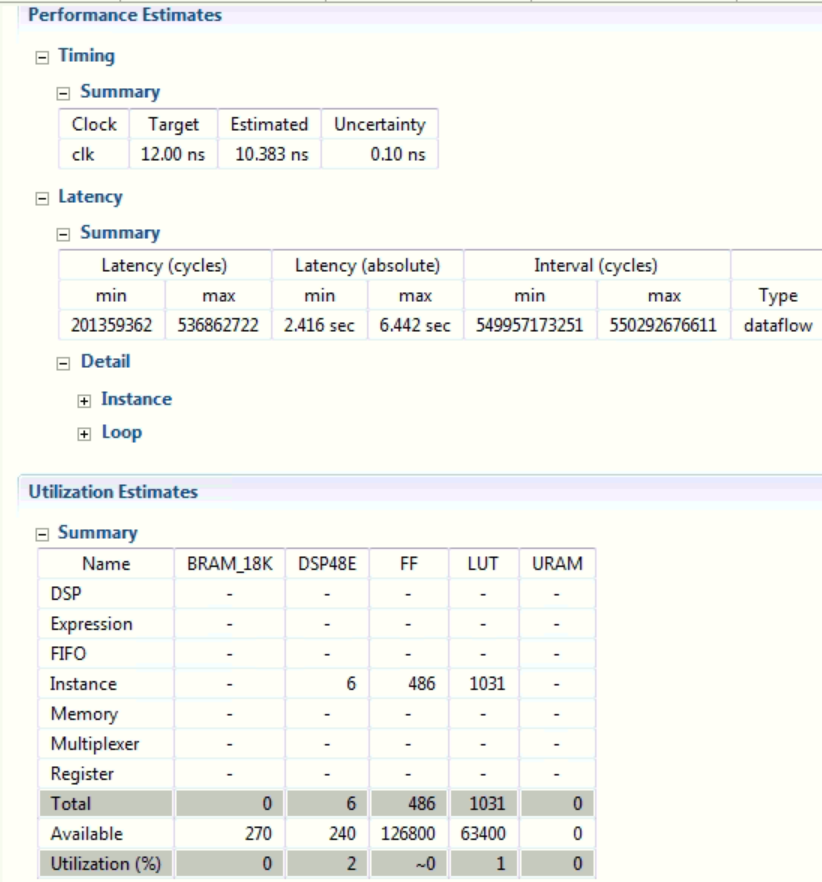 Performance Estimates
Timing
Summary
Clock Target Estimated Uncertainty
clk 12.00 ns 10.383 ns 0.10 ns
Latency
Summary
Latency (cycles) Latency (absolute) Interval (cycles)
min max min max min max Type
201359362 536862722 2.416 sec 6.442 sec 549957173251 550292676611 dataflow
Detail
Instance
Loop
Utilization Estimates
Summary
Name BRAM_18K DSP48E FF LUT URAM
DSP - - - - -
Expression - - - - -
FIFO - - - - -
Instance - 6 486 1031 -
Memory - - - - -
Multiplexer - - - - -
Register - - - - -
Total 0 6 486 1031 0
Available 270 240 126800 63400 0
Utilization (%) 0 2 ~0 1 0